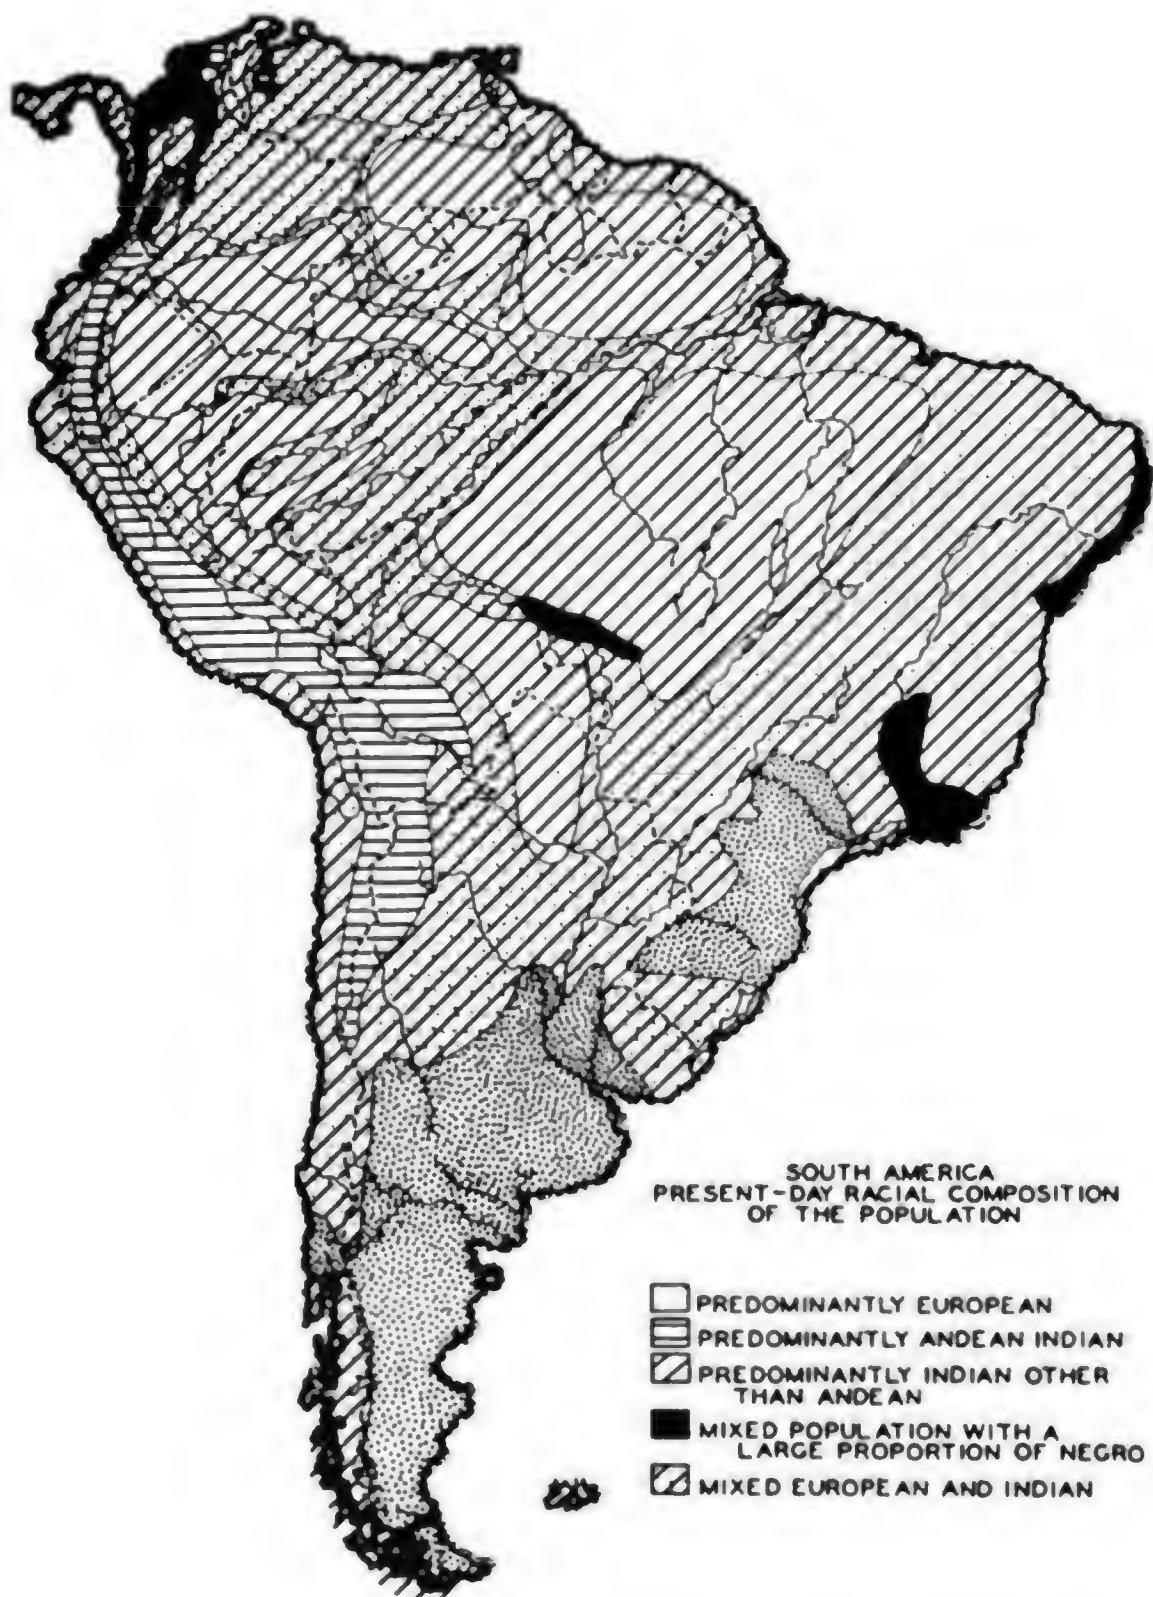 SOUTH AMERICA
PRESENT-DAY RACIAL COMPOSITION
OF THE POPULATION
PREDOMINANTLY EUROPEAN
PREDOMINANTLY ANDEAN INDIAN
PREDOMINANTLY INDIAN OTHER
THAN ANDEAN
MIXED POPULATION WITH A
LARGE PROPORTION OF NEGRO
MIXED EUROPEAN AND INDIAN